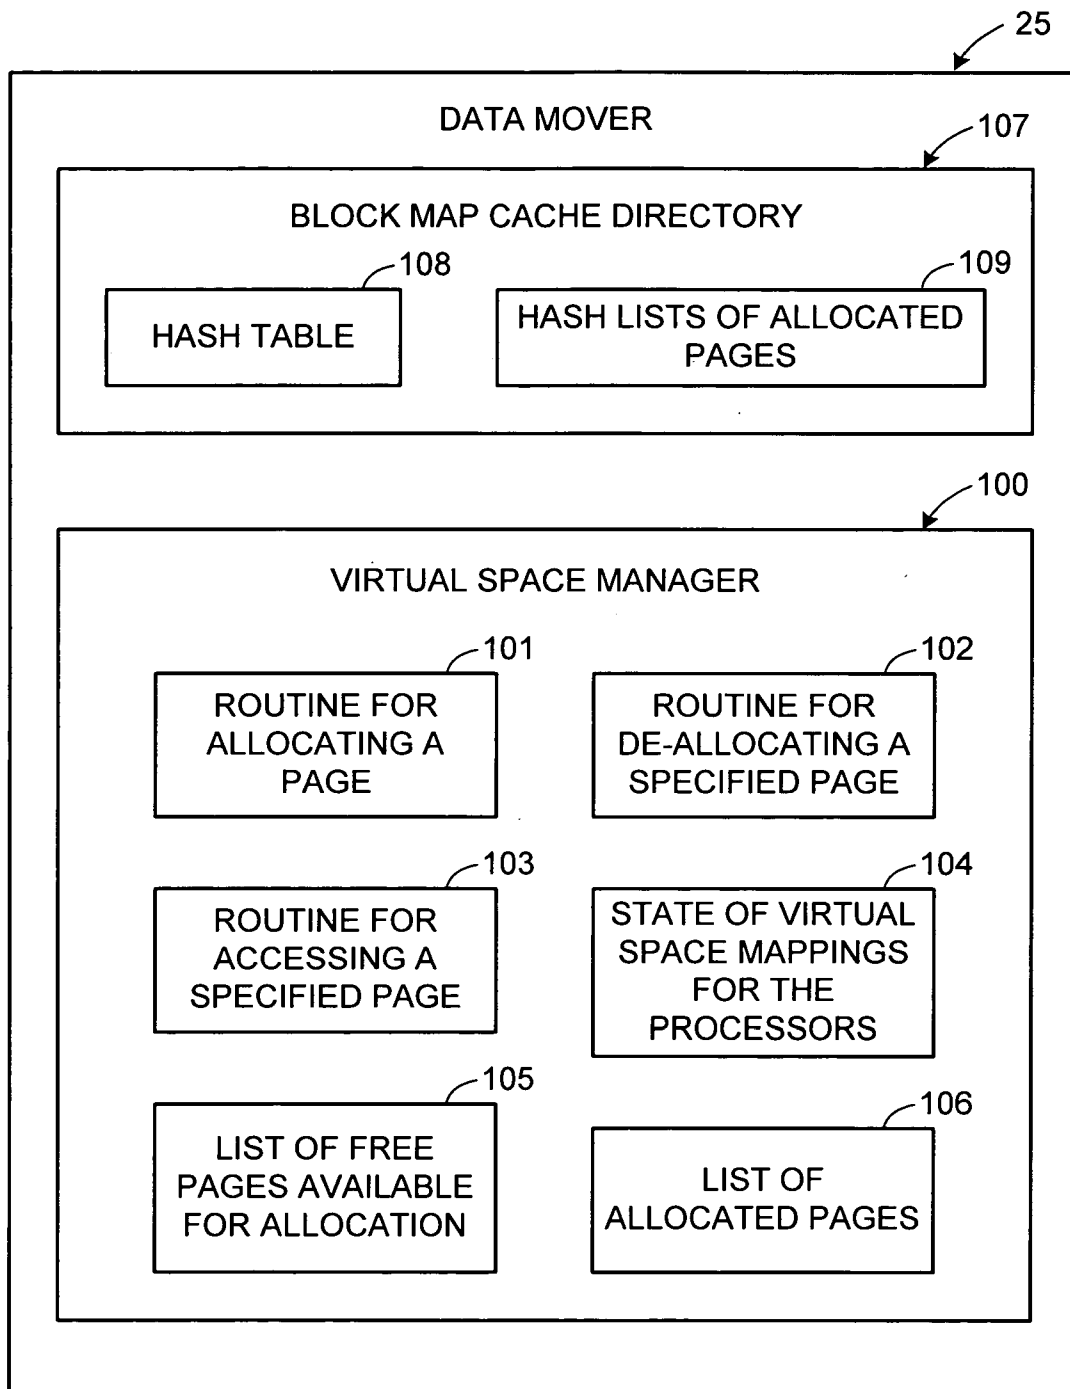 25
DATA MOVER
107
BLOCK MAP CACHE DIRECTORY
108
109
HASH TABLE
HASH LISTS OF ALLOCATED
PAGES
100
VIRTUAL SPACE MANAGER
101
102
ROUTINE FOR
ALLOCATING A
PAGE
ROUTINE FOR
DE-ALLOCATING A
SPECIFIED PAGE
103
104
ROUTINE FOR
ACCESSING A
SPECIFIED PAGE
STATE OF VIRTUAL
SPACE MAPPINGS
FOR THE
PROCESSORS
105
106
LIST OF FREE
PAGES AVAILABLE
FOR ALLOCATION
LIST OF
ALLOCATED PAGES